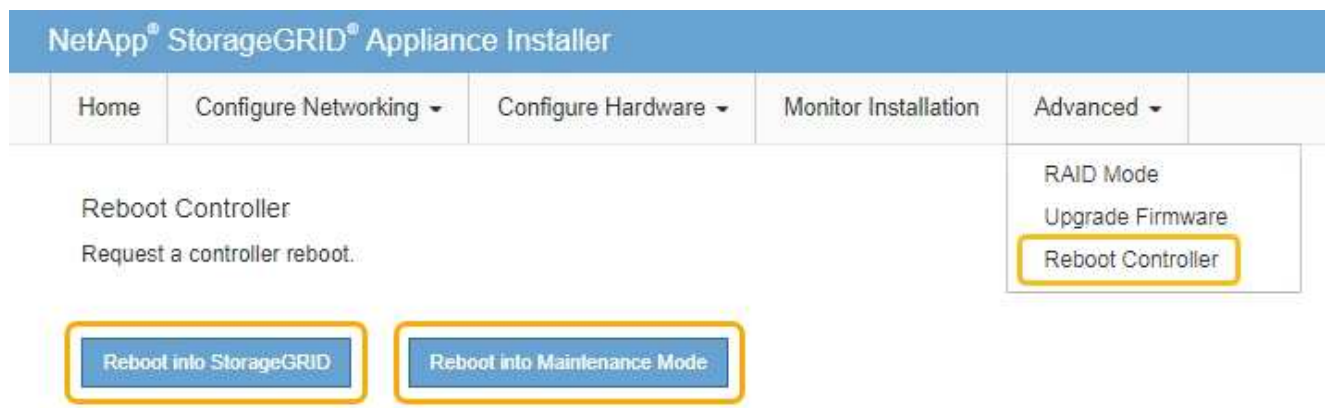 NetApp® StorageGRID® Appliance Installer
Home Configure Networking Configure Hardware Monitor Installation Advanced
RAID Mode
Upgrade Firmware
Reboot Controller
Reboot Controller
Request a controller reboot.
Reboot into StorageGRID Reboot into Maintenance Mode